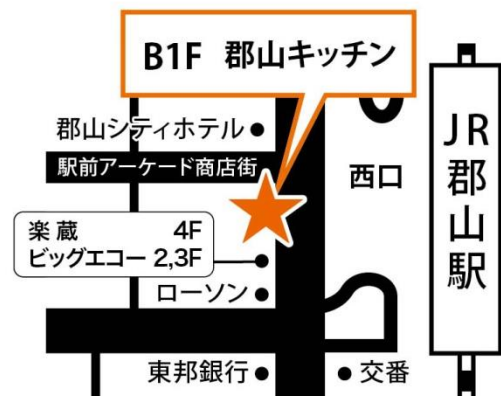 B1F 郡山キッチン
郡山シティホテル
駅前アーケード商店街
西口
JR郡山駅
楽蔵 4F
ビッグエコー 2,3F
ローソン
東邦銀行
交番